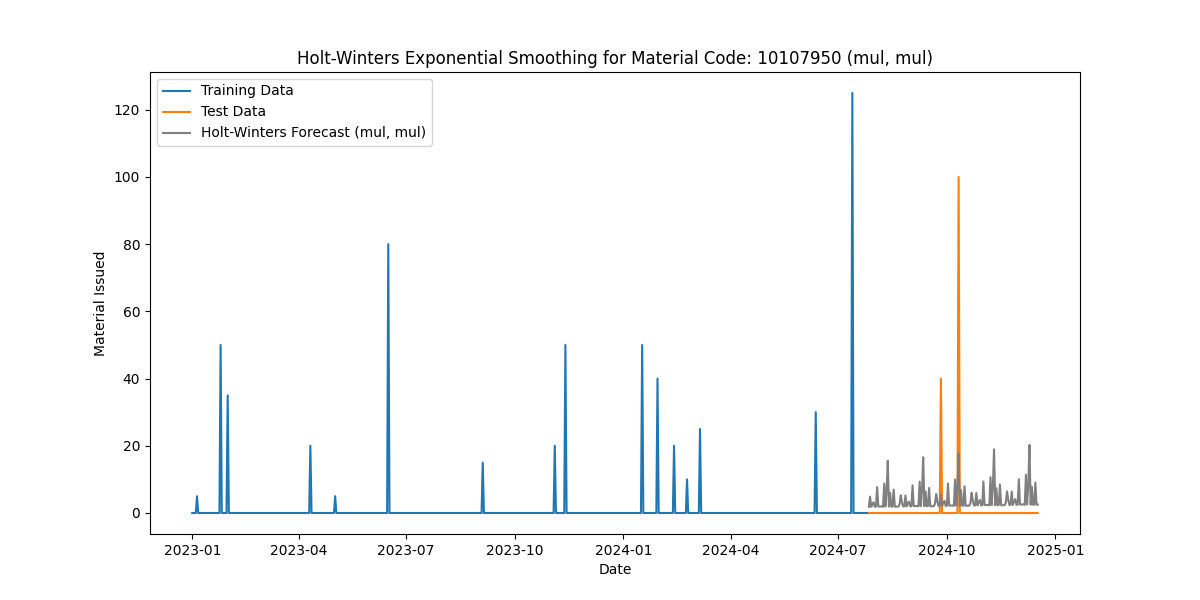 Holt-Winters Exponential Smoothing for Material Code: 10107950 (mul, mul)
Training Data
Test Data
Holt-Winters Forecast (mul, mul)
Material Issued
120
100
80
60
40
20
0
2023-01
2023-04
2023-07
2023-10
2024-01
2024-04
2024-07
2024-10
2025-01
Date